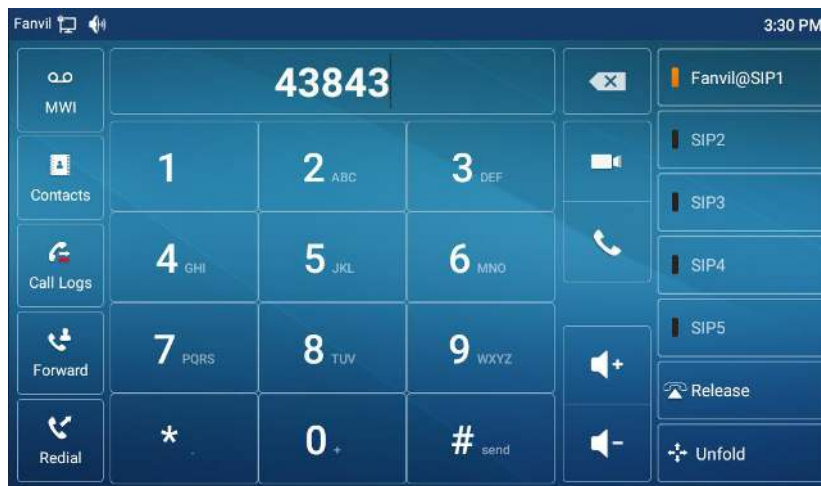 Fanvil 3:30 PM
MWI
Contacts
Call Logs
Forward
Redial
43843
1
2 ABC
3 DEF
4 GHI
5 JKL
6 MNO
7 PQRS
8 TUV
9 WXYZ
*
0 +
# send
Fanvil@SIP1
SIP2
SIP3
SIP4
SIP5
Release
Unfold